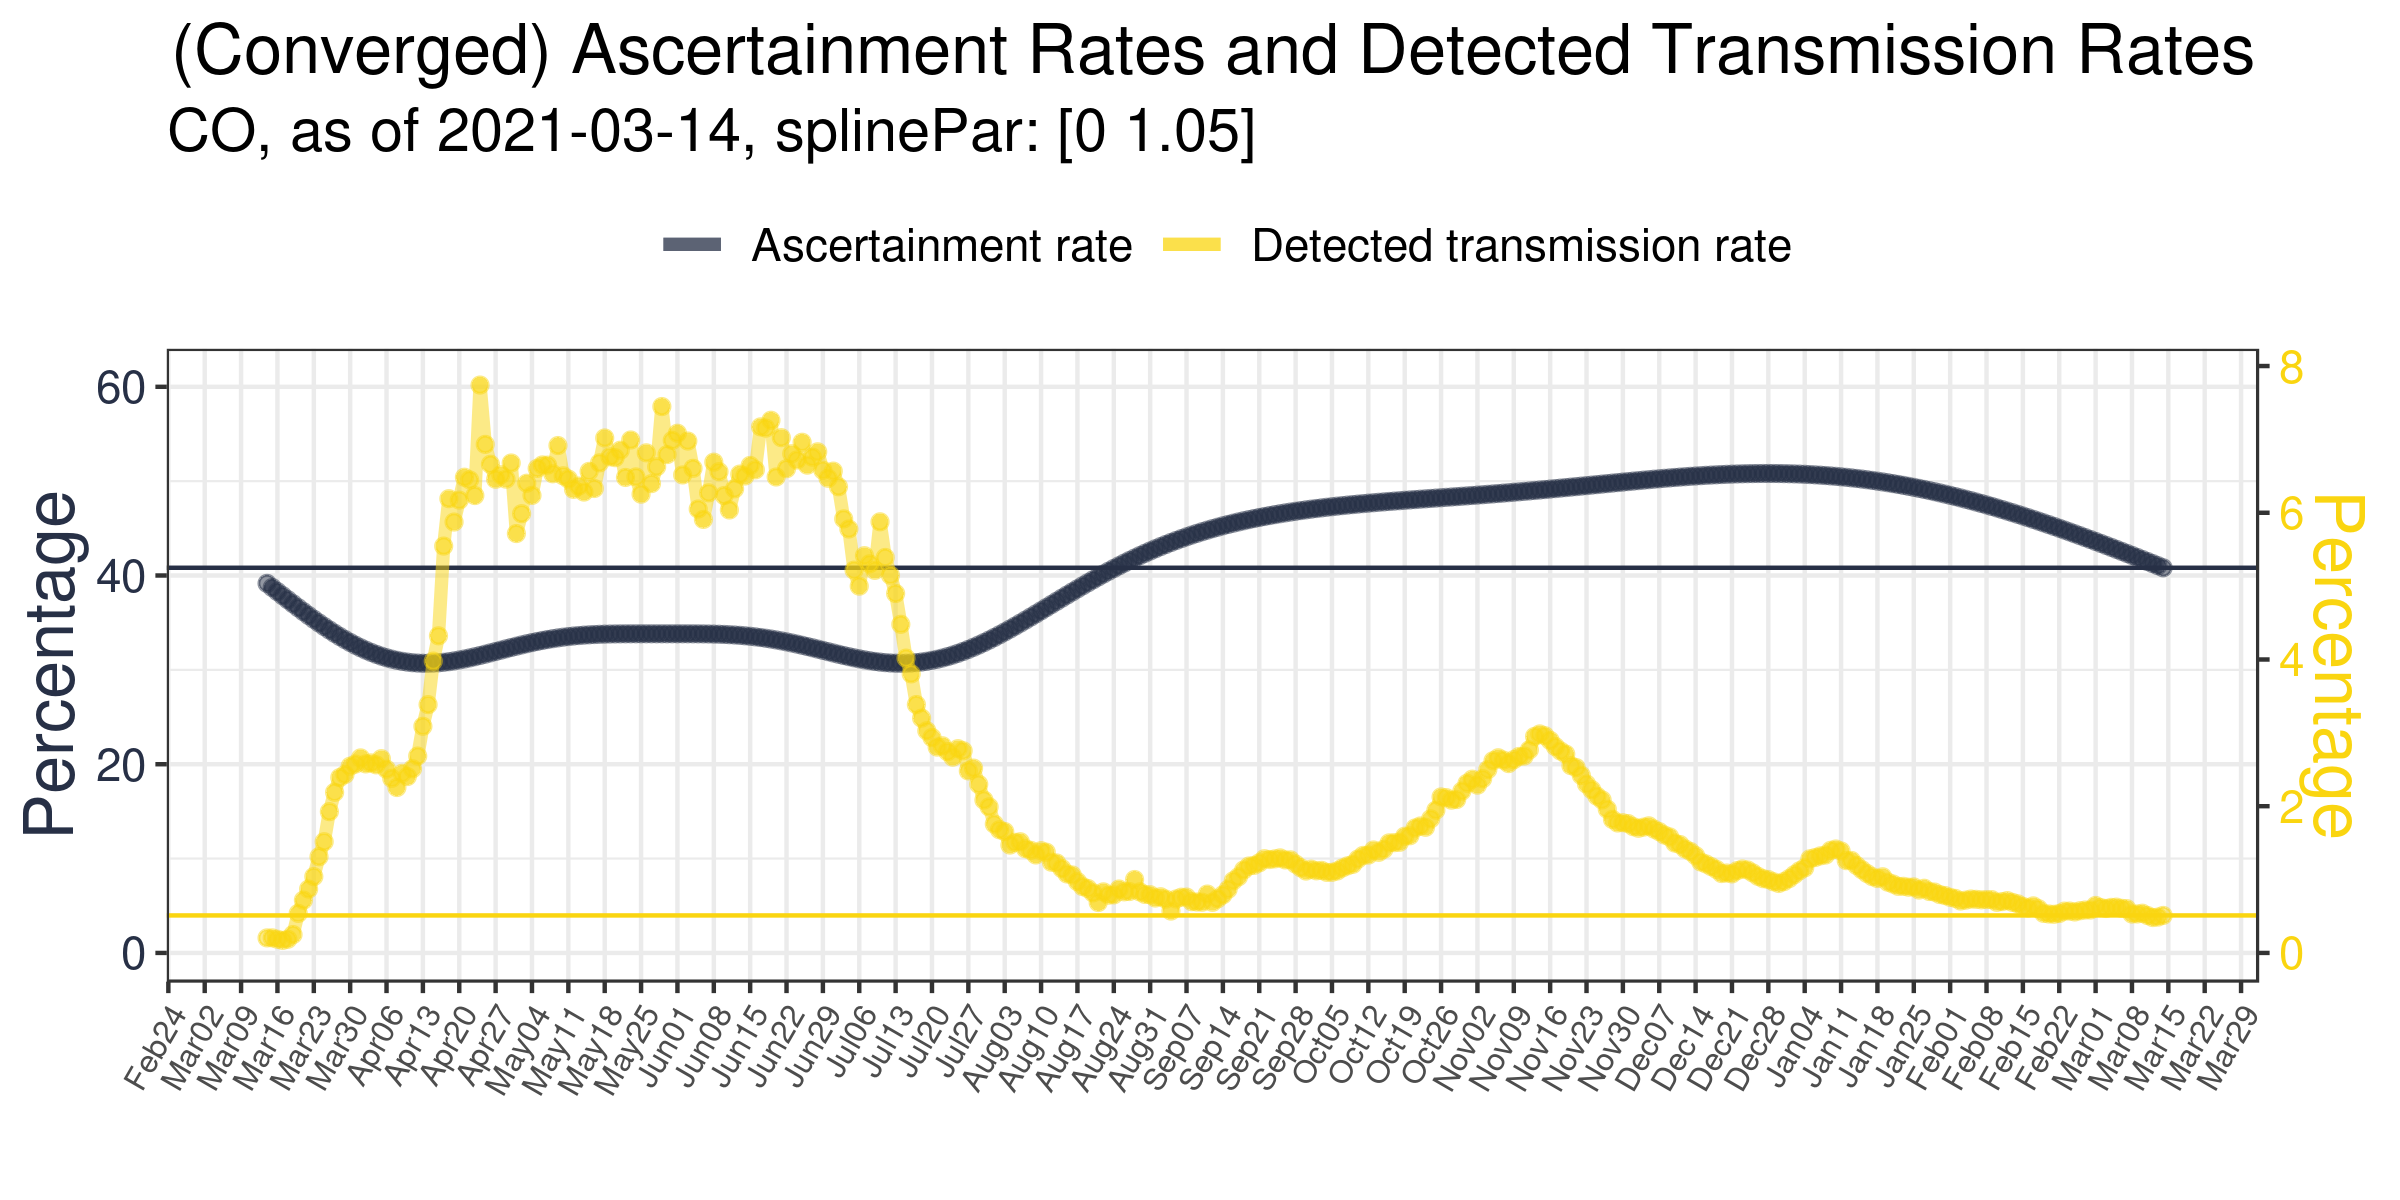 (Converged) Ascertainment Rates and Detected Transmission Rates
CO, as of 2021-03-14, splinePar: [0 1.05]
Ascertainment rate
Detected transmission rate
Percentage
60
40
20
0
8
6
4
2
0
Percentage
Feb24
Mar02
Mar09
Mar16
Mar23
Mar30
Apr06
Apr13
Apr20
Apr27
May04
May11
May18
May25
Jun01
Jun08
Jun15
Jun22
Jun29
Jul06
Jul13
Jul20
Jul27
Aug03
Aug10
Aug17
Aug24
Aug31
Sep07
Sep14
Sep21
Sep28
Oct05
Oct12
Oct19
Oct26
Nov02
Nov09
Nov16
Nov23
Nov30
Dec07
Dec14
Dec21
Dec28
Jan04
Jan11
Jan18
Jan25
Feb01
Feb08
Feb15
Feb22
Mar01
Mar08
Mar15
Mar22
Mar29